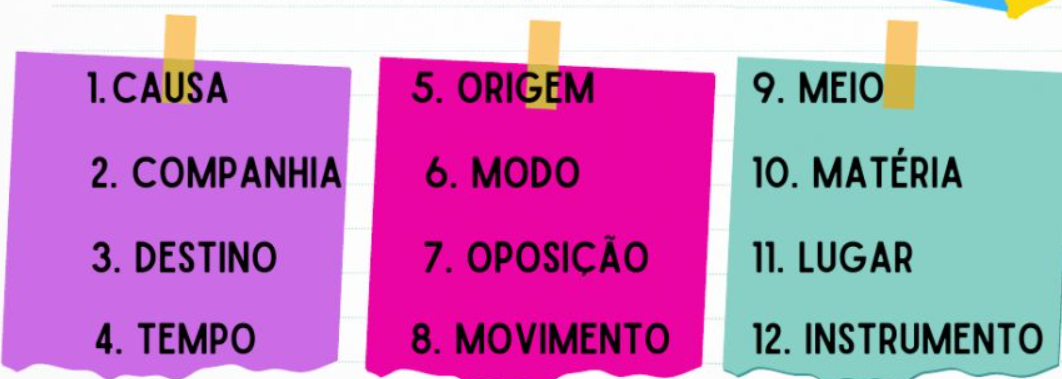 1. CAUSA
2. COMPANHIA
3. DESTINO
4. TEMPO
5. ORIGEM
6. MODO
7. OPOSIÇÃO
8. MOVIMENTO
9. MEIO
10. MATÉRIA
11. LUGAR
12. INSTRUMENTO